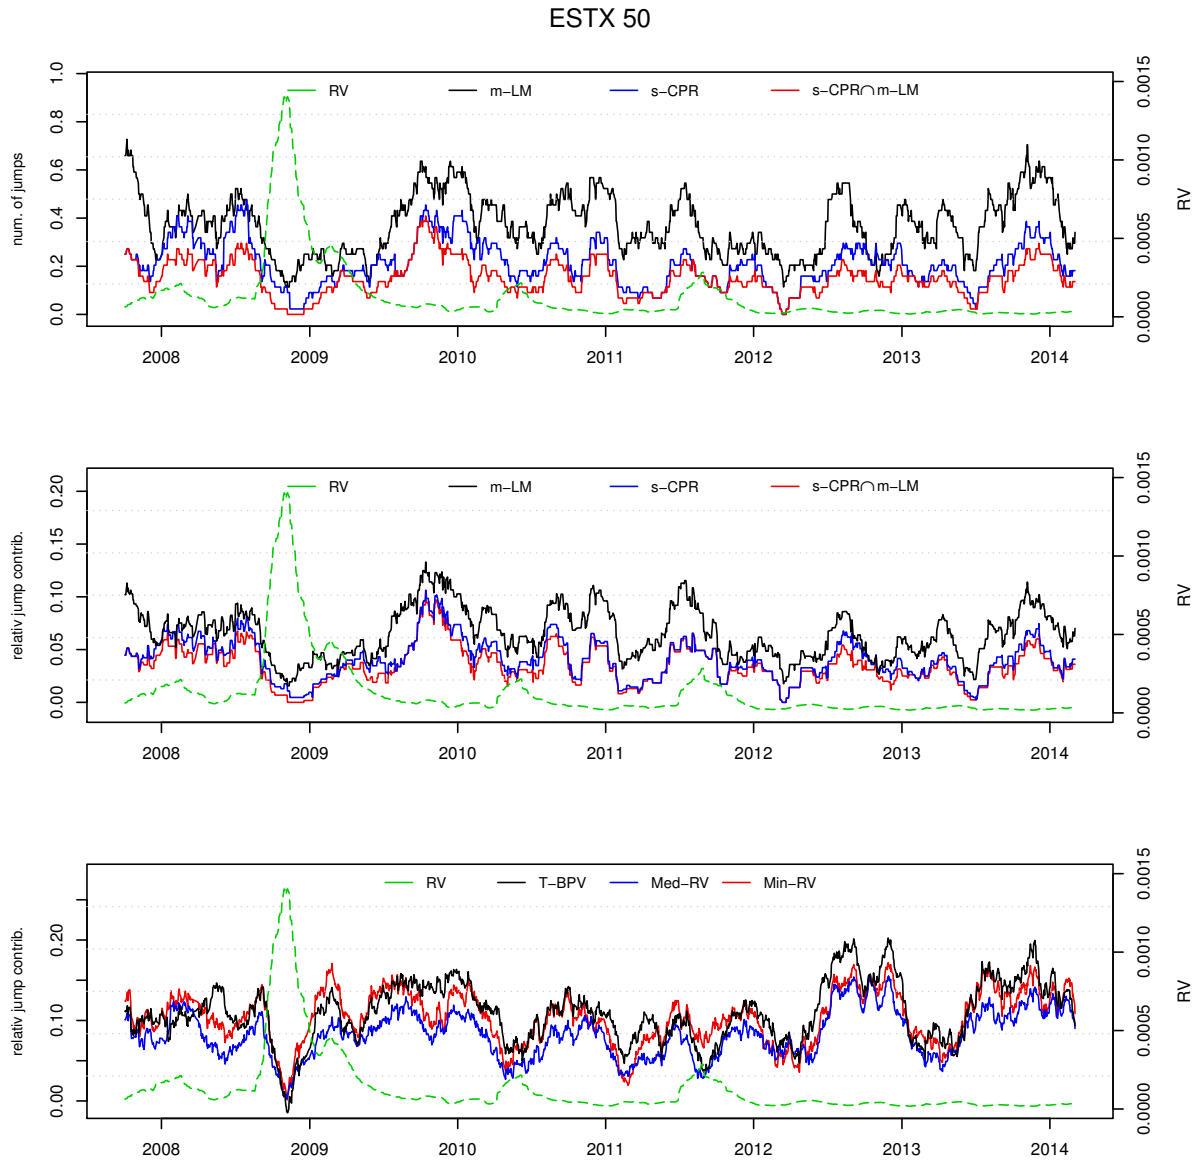 ESTX 50
RV m−LM s−CPR s−CPR∩m−LM
num. of jumps
0.0 0.2 0.4 0.6 0.8 1.0
RV
0.0000 0.0005 0.0010 0.0015
2008 2009 2010 2011 2012 2013 2014
RV m−LM s−CPR s−CPR∩m−LM
relativ jump contrib.
0.00 0.05 0.10 0.15 0.20
RV
0.0000 0.0005 0.0010 0.0015
2008 2009 2010 2011 2012 2013 2014
RV T−BPV Med−RV Min−RV
relativ jump contrib.
0.00 0.10 0.20
RV
0.0000 0.0005 0.0010 0.0015
2008 2009 2010 2011 2012 2013 2014